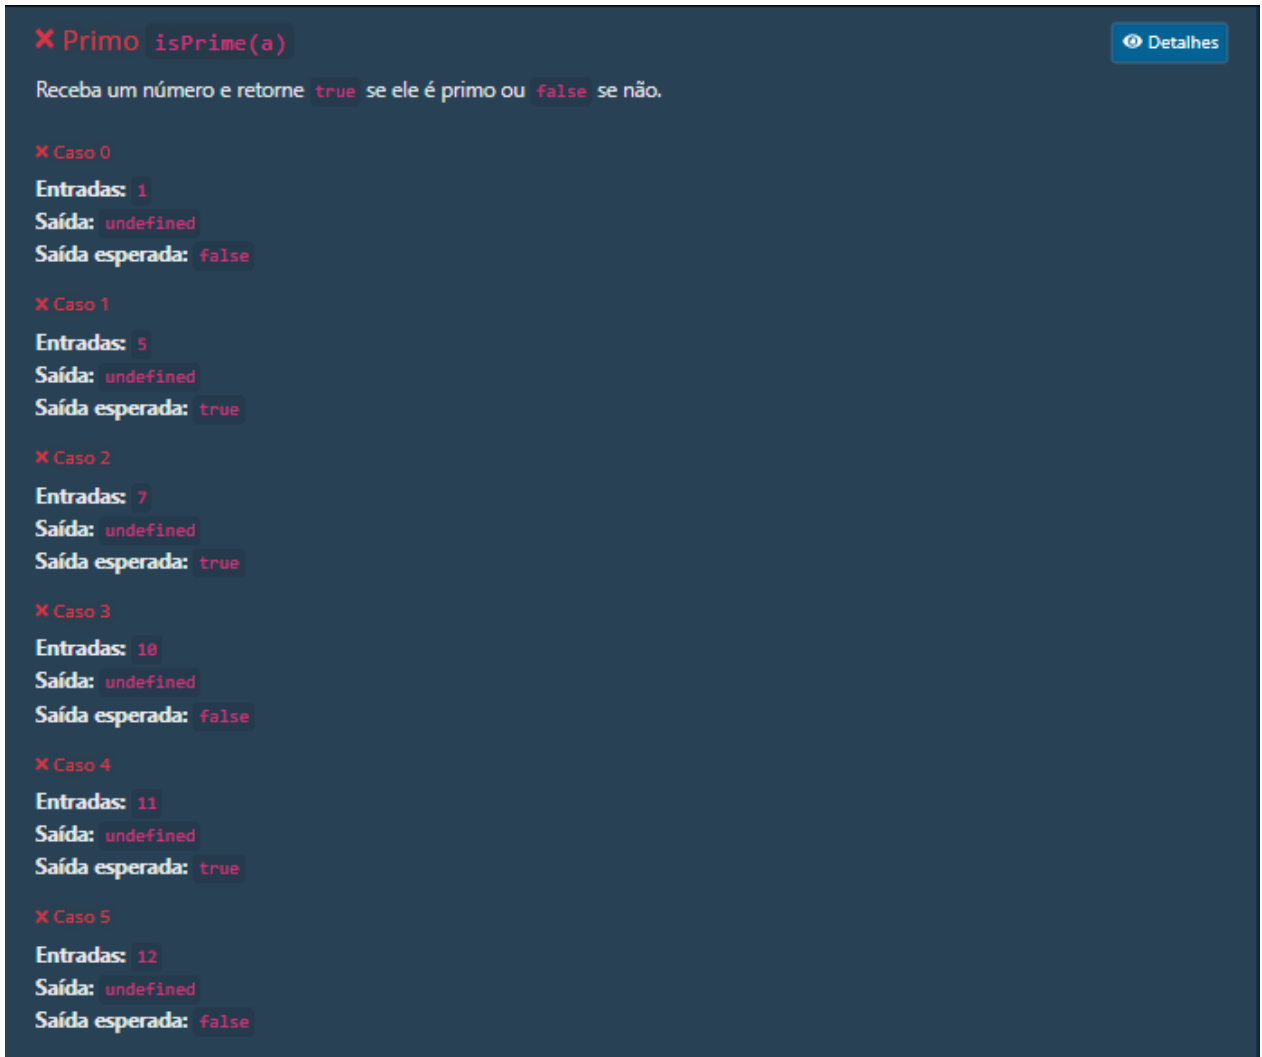 Primo isPrime(a)
Detalhes
Receba um número e retorne true se ele é primo ou false se não.
Caso 0
Entradas: 1
Saída: undefined
Saída esperada: false
Caso 1
Entradas: 5
Saída: undefined
Saída esperada: true
Caso 2
Entradas: 7
Saída: undefined
Saída esperada: true
Caso 3
Entradas: 10
Saída: undefined
Saída esperada: false
Caso 4
Entradas: 11
Saída: undefined
Saída esperada: true
Caso 5
Entradas: 12
Saída: undefined
Saída esperada: false